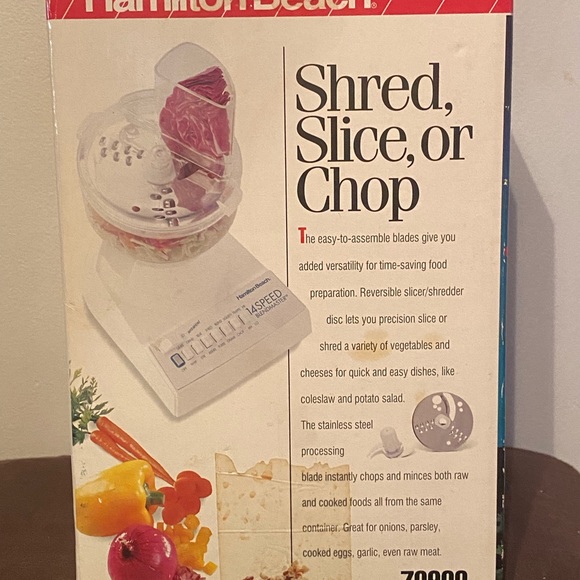 Hamilton Beach®
Shred,
Slice, or
Chop
The easy-to-assemble blades give you
added versatility for time-saving food
preparation. Reversible slicer/shredder
disc lets you precision slice or
shred a variety of vegetables and
cheeses for quick and easy dishes, like
coleslaw and potato salad.
The stainless steel
processing
blade instantly chops and minces both raw
and cooked foods all from the same
container. Great for onions, parsley,
cooked eggs, garlic, even raw meat.
Hamilton Beach
14 SPEED
BLENDMASTER™